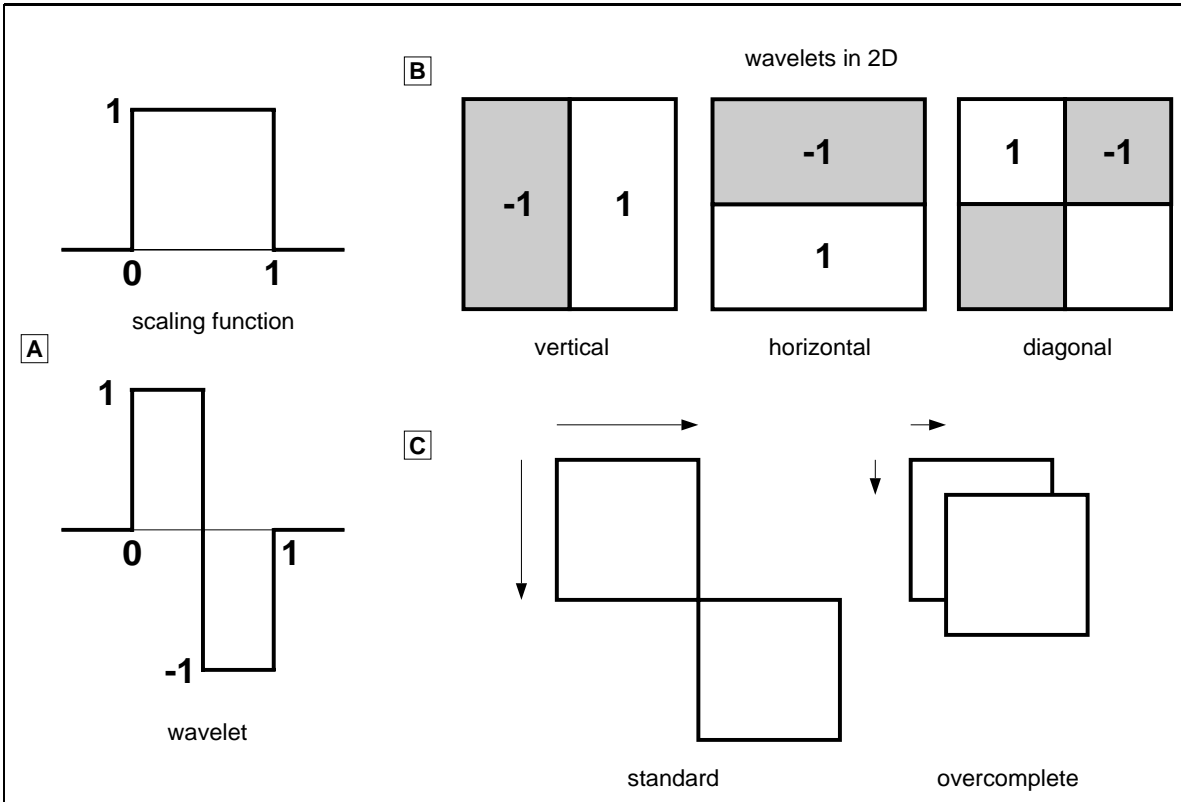 A
1
0 1
scaling function
1
0 1
-1
wavelet
B
wavelets in 2D
-1 1
vertical
-1
1
horizontal
1 -1
diagonal
C
standard
overcomplete